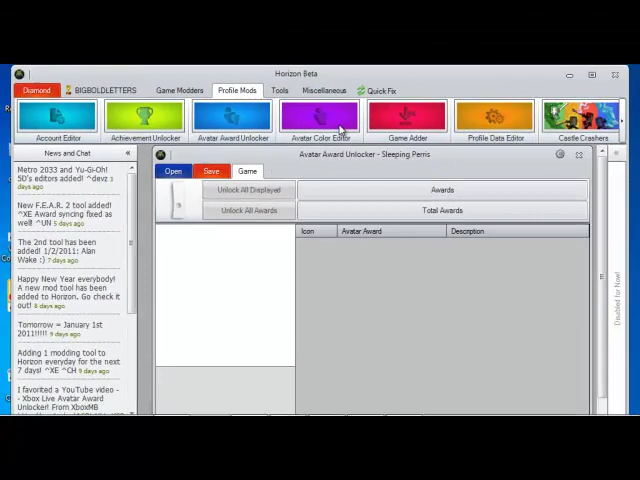 Horizon Beta
Diamond
BIGBOLDLETTERS
Game Modders
Profile Mods
Tools
Miscellaneous
Quick Fix
Account Editor
Achievement Unlocker
Avatar Award Unlocker
Avatar Color Editor
Game Adder
Profile Data Editor
Castle Crashers
News and Chat
Metro 2033 and Yu-Gi-Oh!
5D's editors added! ^devz 3
days ago
New F.E.A.R. 2 tool added!
^XE Award syncing fixed as
well! ^UN 5 days ago
The 2nd tool has been
added! 1/2/2011: Alan
Wake :) 7 days ago
Happy New Year everybody!
A new mod tool has been
added to Horizon. Go check it
out! 8 days ago
Tomorrow = January 1st
2011!!!!! 9 days ago
Adding 1 modding tool to
Horizon everyday for the next
7 days! ^XE ^CH 9 days ago
I favorited a YouTube video -
- Xbox Live Avatar Award
Unlocker! From XboxMB
Avatar Award Unlocker - Sleeping Perris
Open
Save
Game
Unlock All Displayed
Awards
Unlock All Awards
Total Awards
Icon
Avatar Award
Description
Disabled for Now!